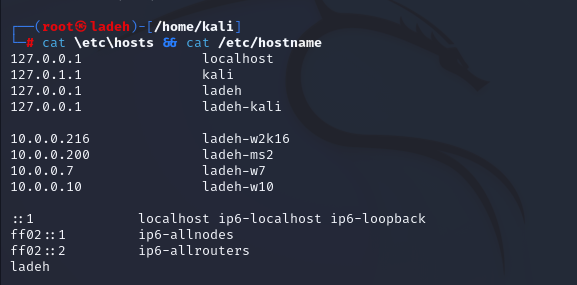 ┌──(root㉿ladeh)-[/home/kali]
└─# cat \etc\hosts && cat /etc/hostname
127.0.0.1               localhost
127.0.1.1               kali
127.0.0.1               ladeh
127.0.0.1               ladeh-kali

10.0.0.216              ladeh-w2k16
10.0.0.200              ladeh-ms2
10.0.0.7                ladeh-w7
10.0.0.10               ladeh-w10

::1             localhost ip6-localhost ip6-loopback
ff02::1         ip6-allnodes
ff02::2         ip6-allrouters
ladeh